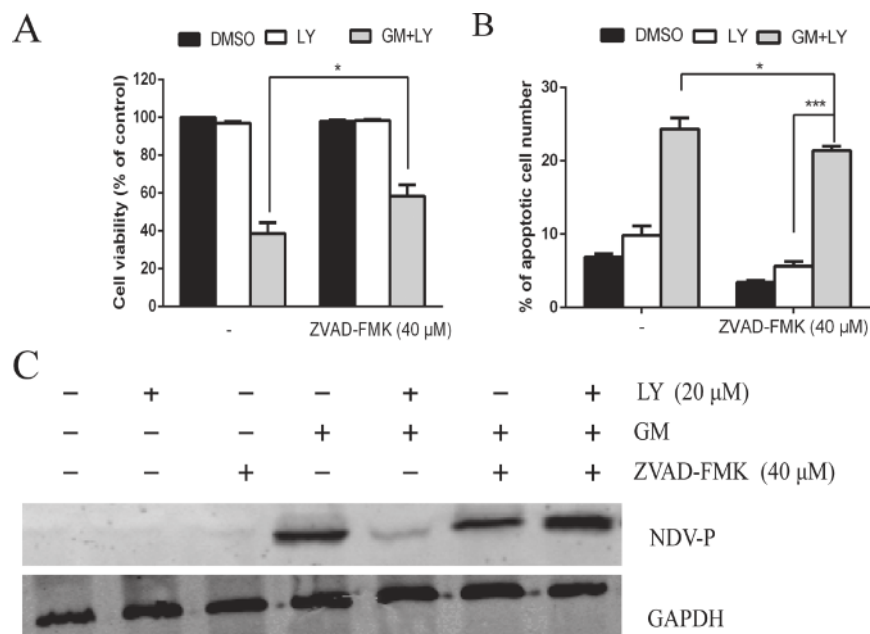 A
DMSO LY GM+LY
*
Cell viability (% of control)
120
100
80
60
40
20
0
- ZVAD-FMK (40 µM)
B
DMSO LY GM+LY
*
***
% of apoptotic cell number
30
20
10
0
- ZVAD-FMK (40 µM)
C
– + – – + – + LY (20 µM)
– – – + + + + GM
– – + – – + + ZVAD-FMK (40 µM)
NDV-P
GAPDH